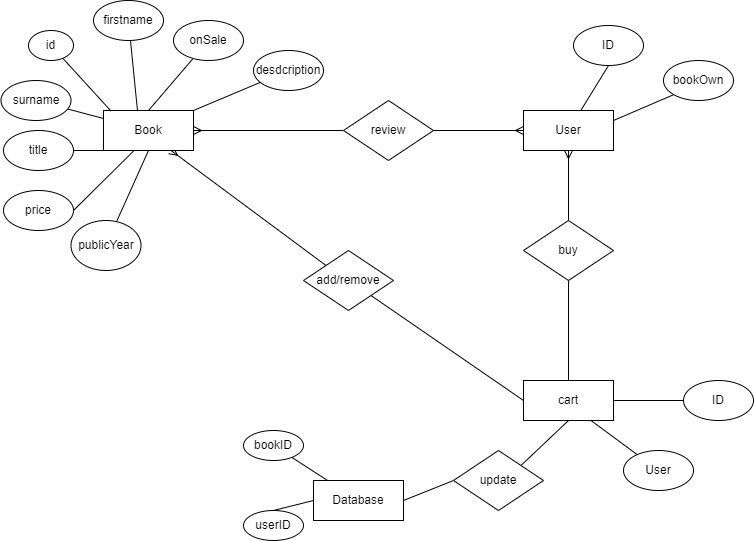 firstname
onSale
id
ID
desdcription
bookOwn
surname
Book
review
User
title
price
publicYear
buy
add/remove
cart
ID
bookID
User
update
Database
userID